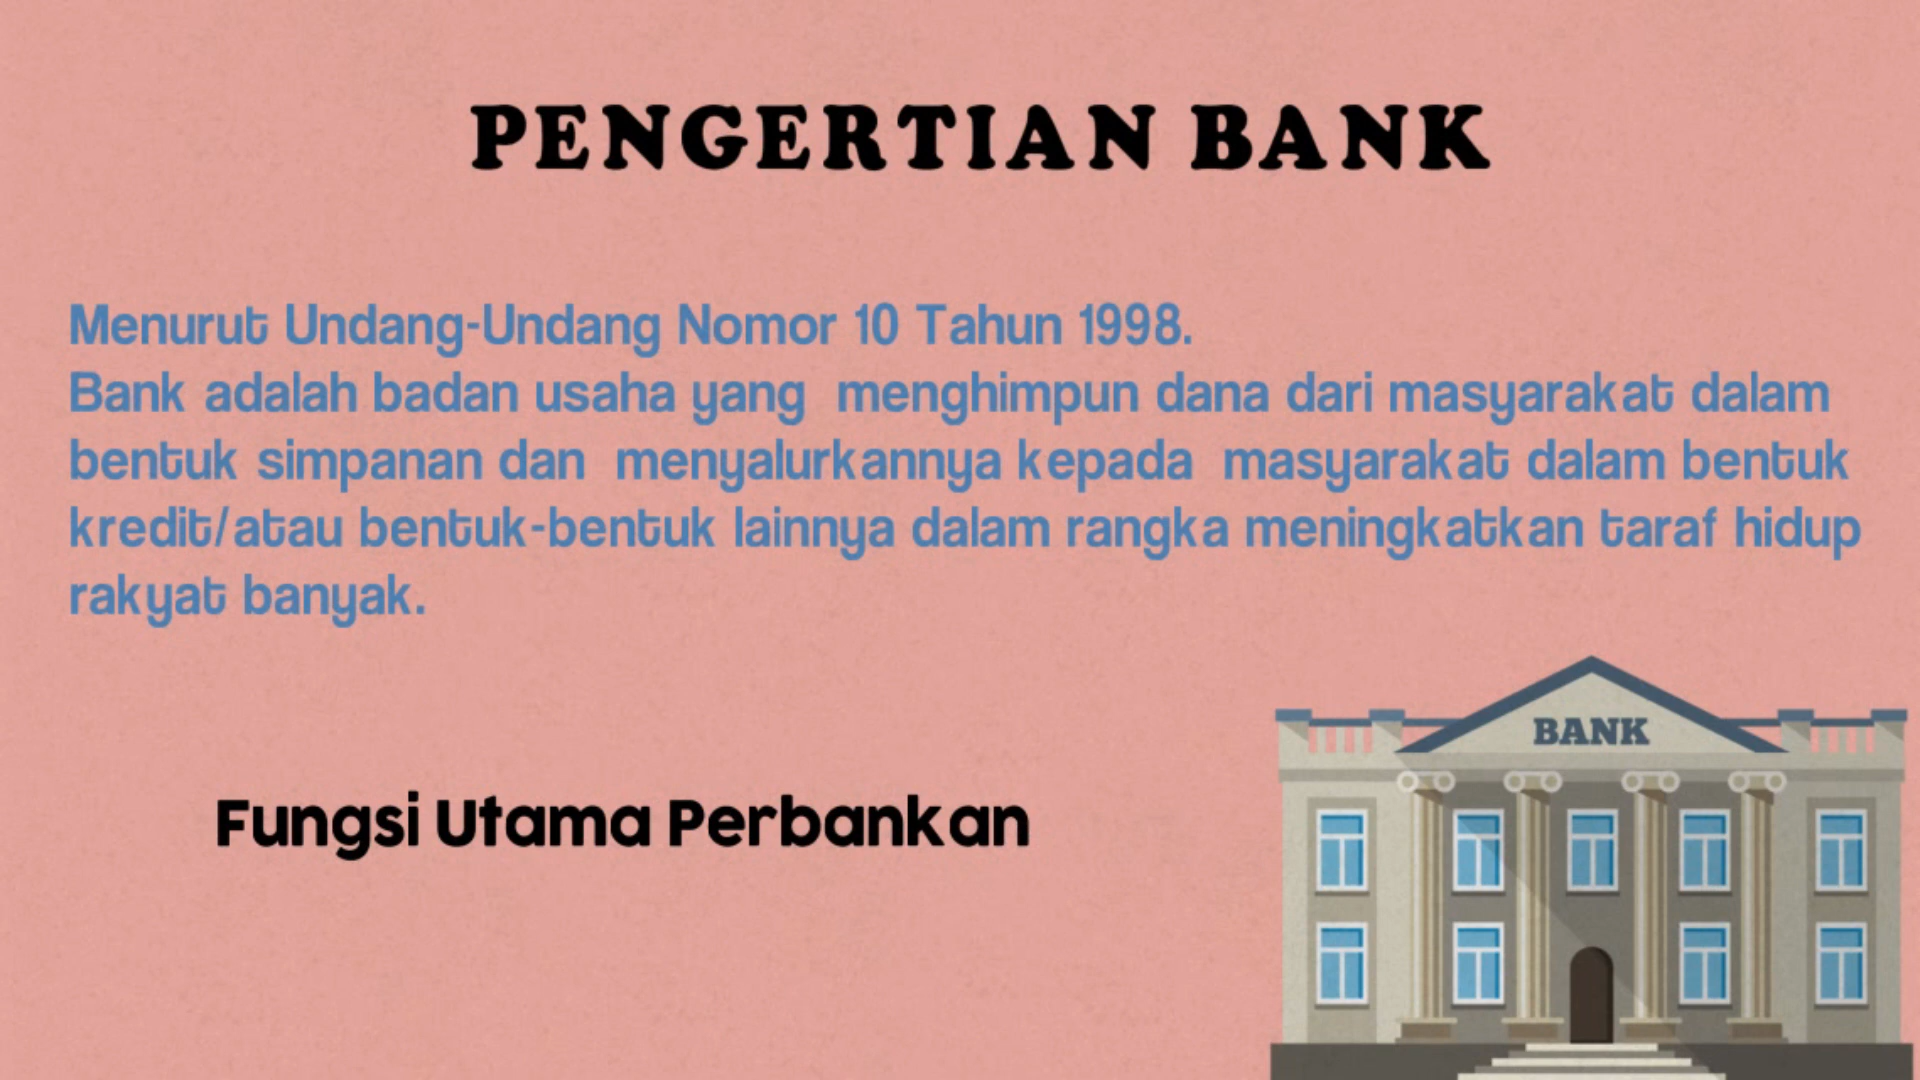 PENGERTIAN BANK
Menurut Undang-Undang Nomor 10 Tahun 1998.
Bank adalah badan usaha yang menghimpun dana dari masyarakat dalam
bentuk simpanan dan menyalurkannya kepada masyarakat dalam bentuk
kredit/atau bentuk-bentuk lainnya dalam rangka meningkatkan taraf hidup
rakyat banyak.
BANK
Fungsi Utama Perbankan